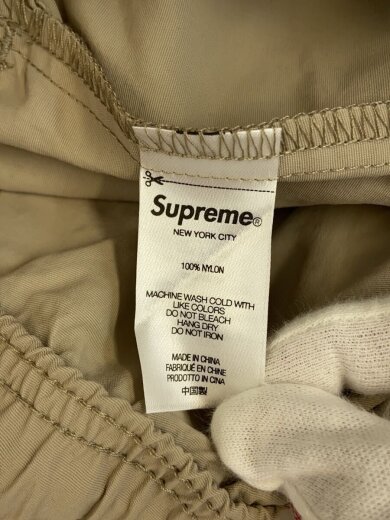 Supreme®
NEW YORK CITY
100% NYLON
MACHINE WASH COLD WITH
LIKE COLORS
DO NOT BLEACH
HANG DRY
DO NOT IRON
MADE IN CHINA
FABRIQUÉ EN CHINE
PRODOTTO IN CINA
中国製